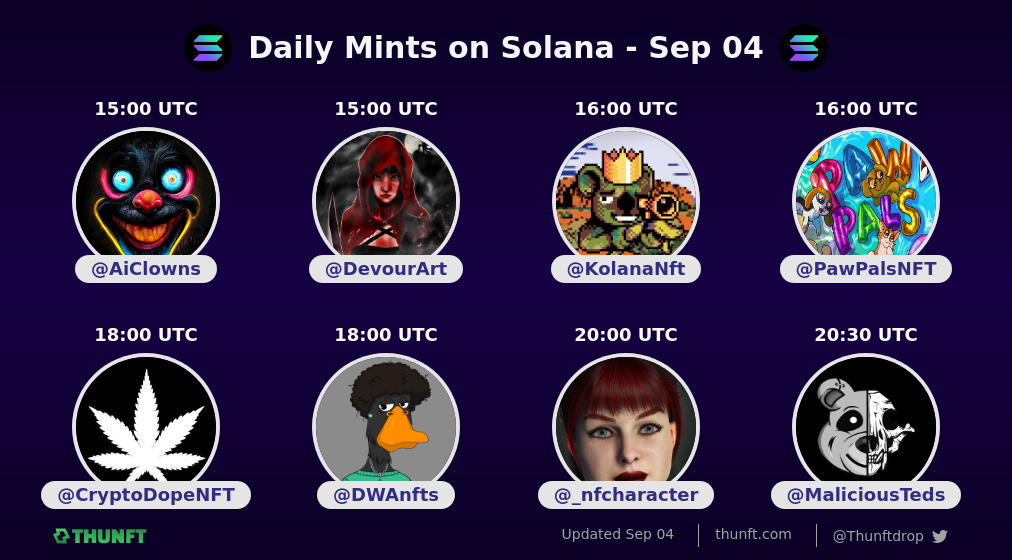 Daily Mints on Solana - Sep 04
15:00 UTC
15:00 UTC
16:00 UTC
16:00 UTC
PAW
PALS
@AiClowns
@DevourArt
@KolanaNft
@PawPalsNFT
18:00 UTC
18:00 UTC
20:00 UTC
20:30 UTC
@CryptoDopeNFT
@DWAnfts
@_nfcharacter
@MaliciousTeds
THUNFT
Updated Sep 04
thunft.com
@Thunftdrop